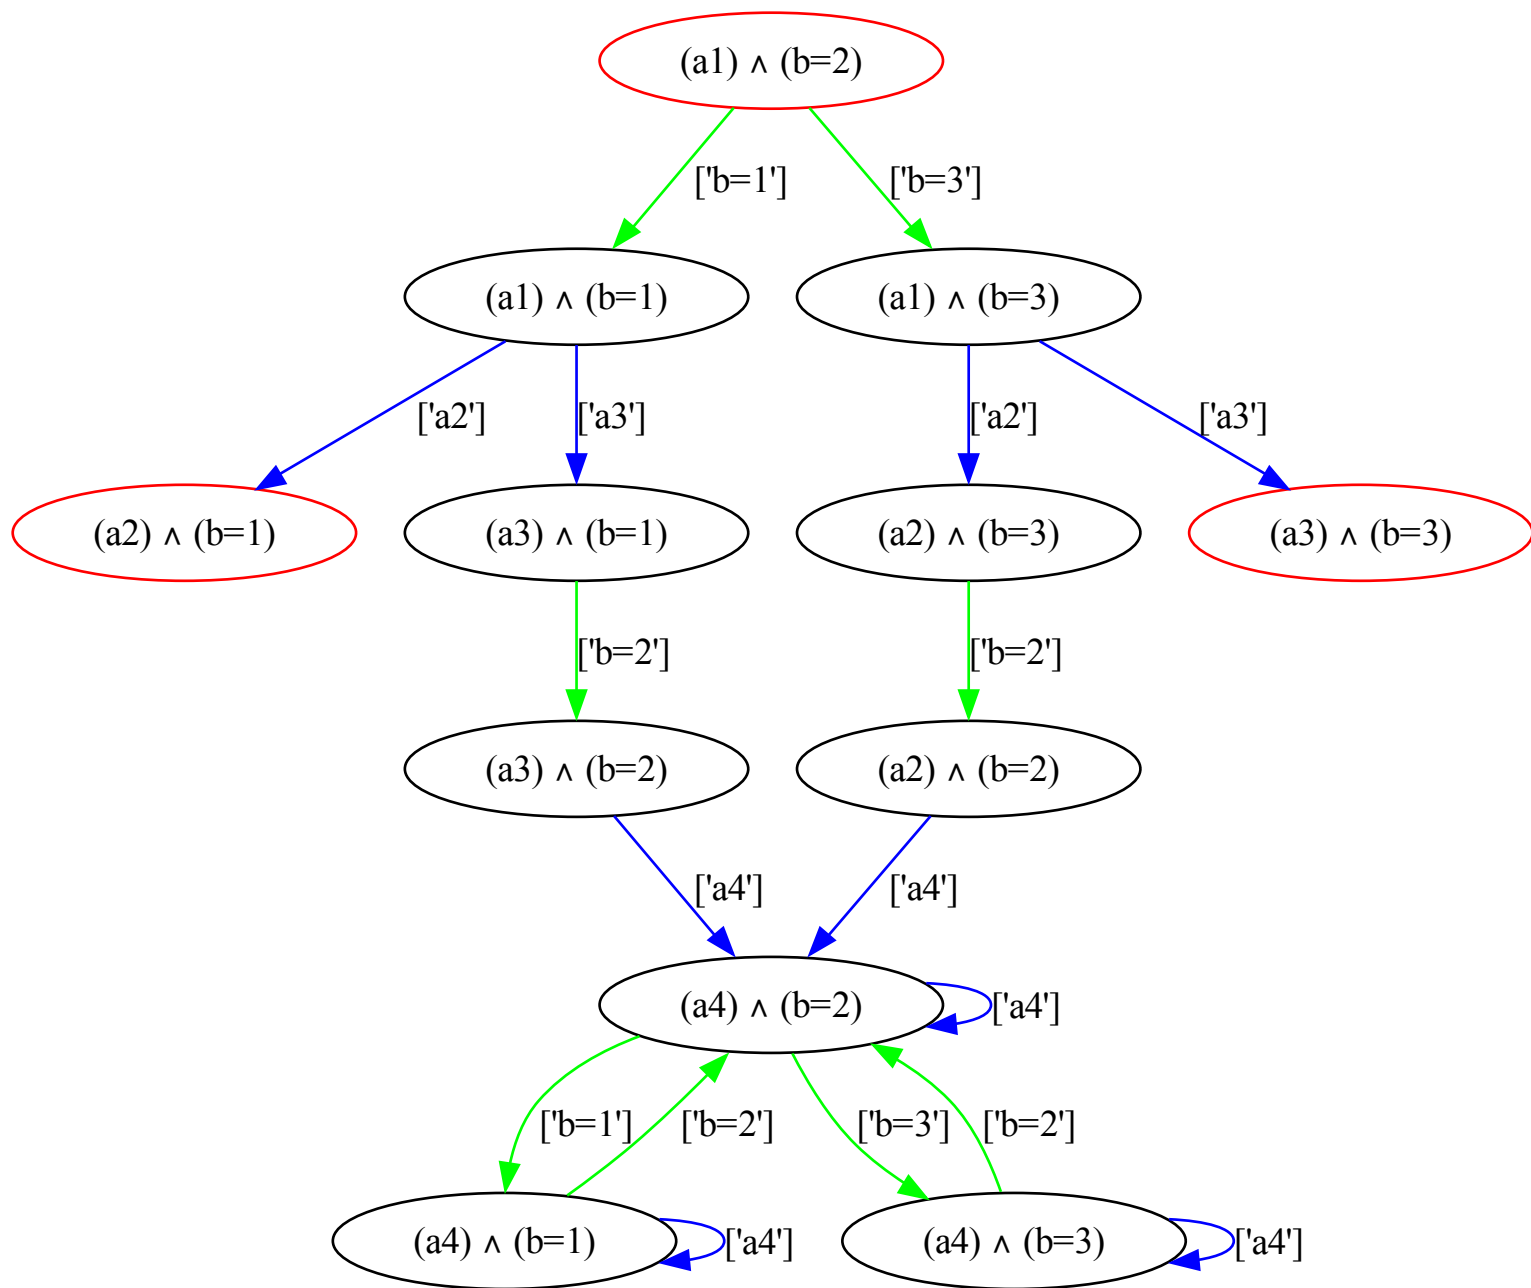 (a1) ∧ (b=2)
['b=1']
['b=3']
(a1) ∧ (b=1)
(a1) ∧ (b=3)
['a2']
['a3']
['a2']
['a3']
(a2) ∧ (b=1)
(a3) ∧ (b=1)
(a2) ∧ (b=3)
(a3) ∧ (b=3)
['b=2']
['b=2']
(a3) ∧ (b=2)
(a2) ∧ (b=2)
['a4']
['a4']
(a4) ∧ (b=2)
['a4']
['b=1']
['b=2']
['b=3']
['b=2']
(a4) ∧ (b=1)
['a4']
(a4) ∧ (b=3)
['a4']